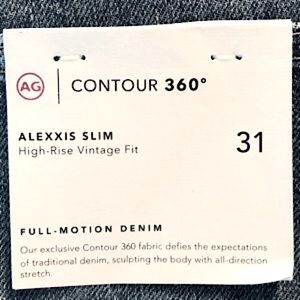 AG | CONTOUR 360°
ALEXXIS SLIM
High-Rise Vintage Fit
31
FULL-MOTION DENIM
Our exclusive Contour 360 fabric defies the expectations
of traditional denim, sculpting the body with all-direction
stretch.